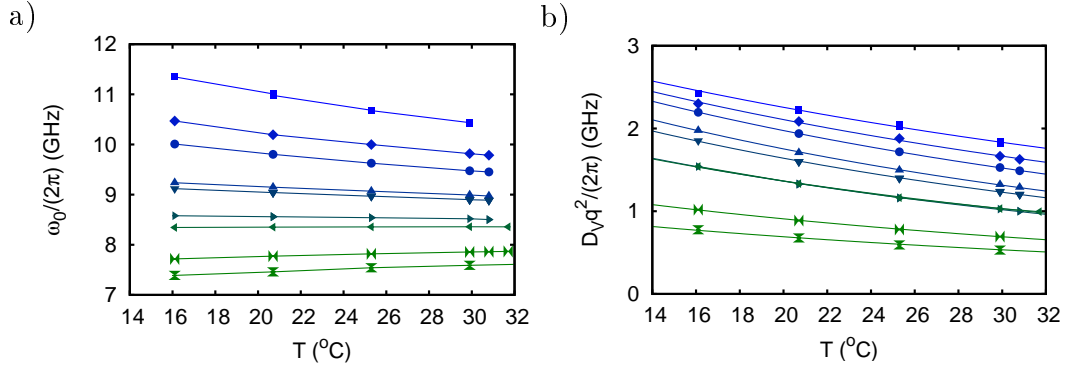 a)
12
11
10
9
8
7
ω₀/(2π) (GHz)
14 16 18 20 22 24 26 28 30 32
T (°C)
b)
3
2
1
0
D_Vq²/(2π) (GHz)
14 16 18 20 22 24 26 28 30 32
T (°C)